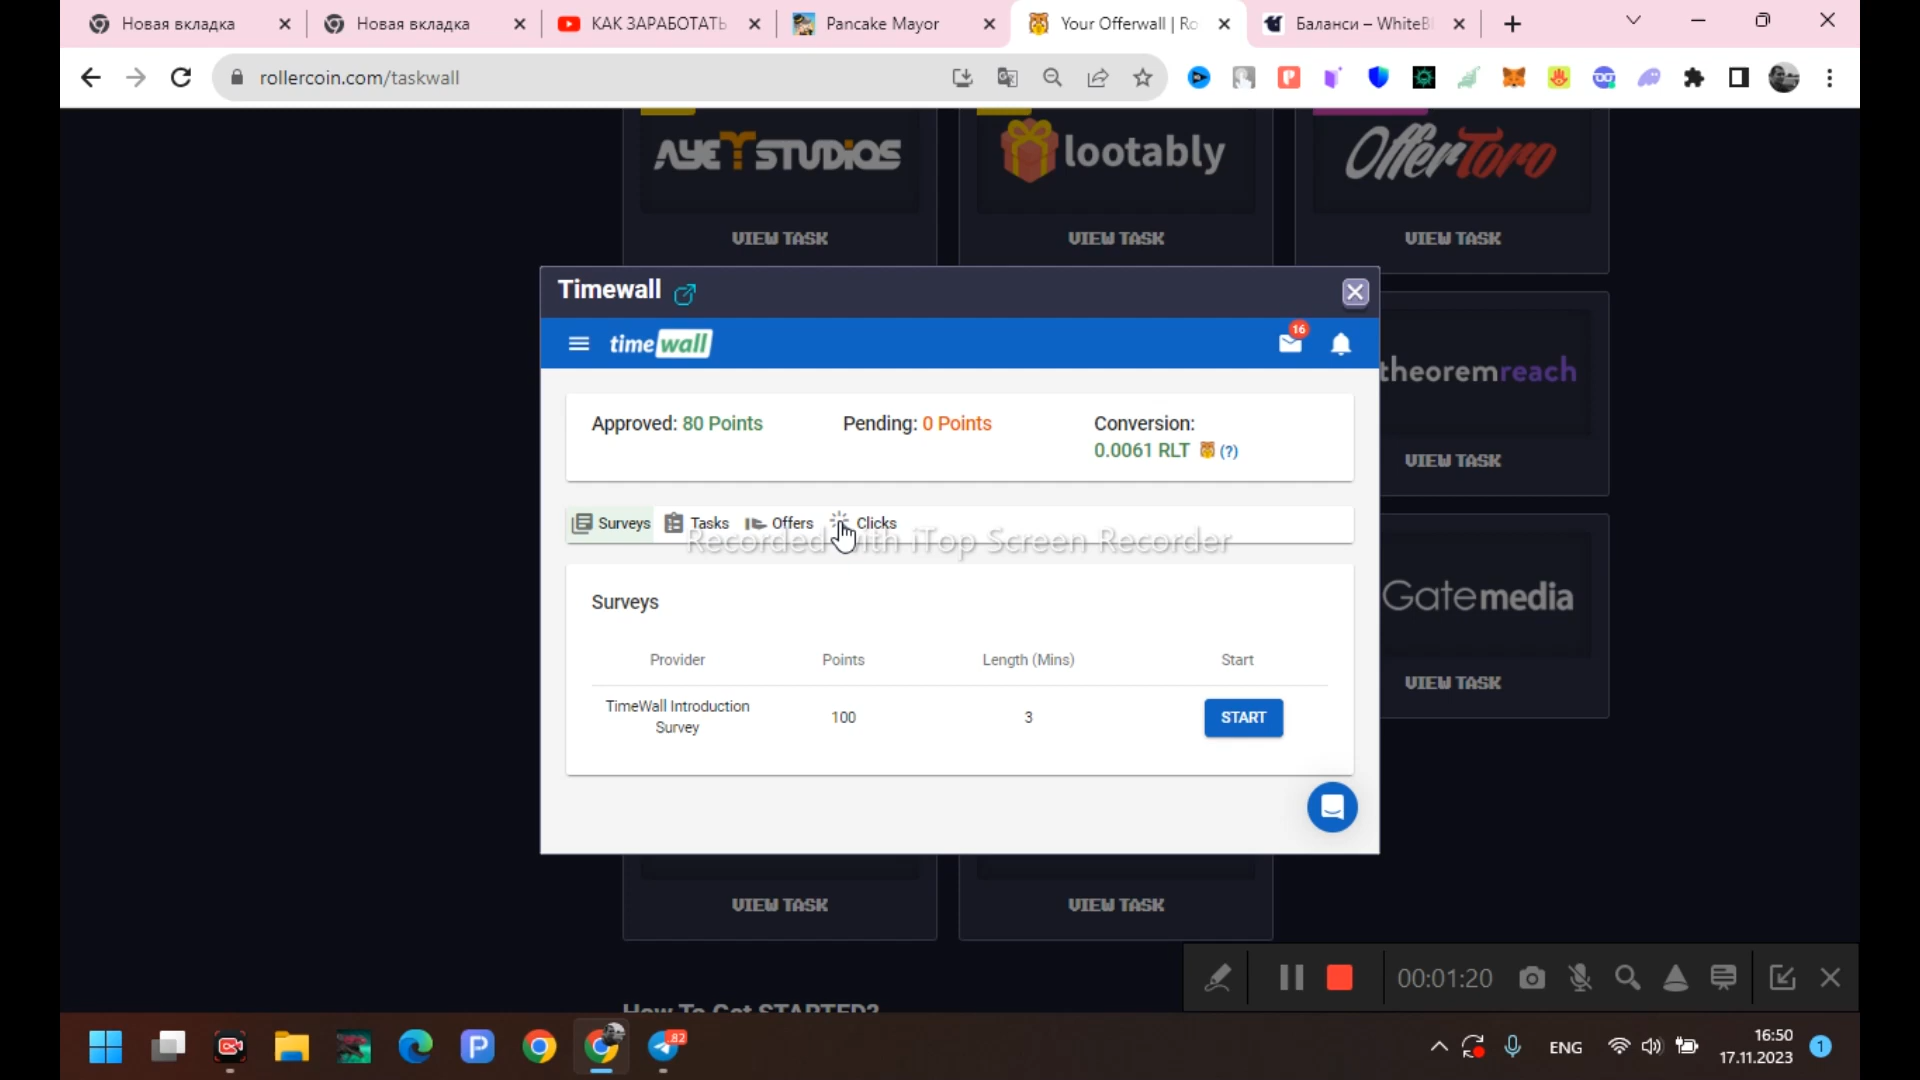 Новая вкладка
Новая вкладка
КАК ЗАРАБОТАТЬ
Pancake Mayor
Your Offerwall | Ro
Баланси – WhiteBI
rollercoin.com/taskwall
AYET STUDIOS
lootably
OfferToro
VIEW TASK
VIEW TASK
VIEW TASK
Timewall
time wall
16
theoremreach
Approved: 80 Points
Pending: 0 Points
Conversion:
0.0061 RLT (?)
VIEW TASK
Surveys
Tasks
Offers
Clicks
Recorded with iTop Screen Recorder
Surveys
Gatemedia
Provider
Points
Length (Mins)
Start
VIEW TASK
TimeWall Introduction
Survey
100
3
START
VIEW TASK
VIEW TASK
00:01:20
How To Get STARTED?
82
ENG
16:50
17.11.2023
1